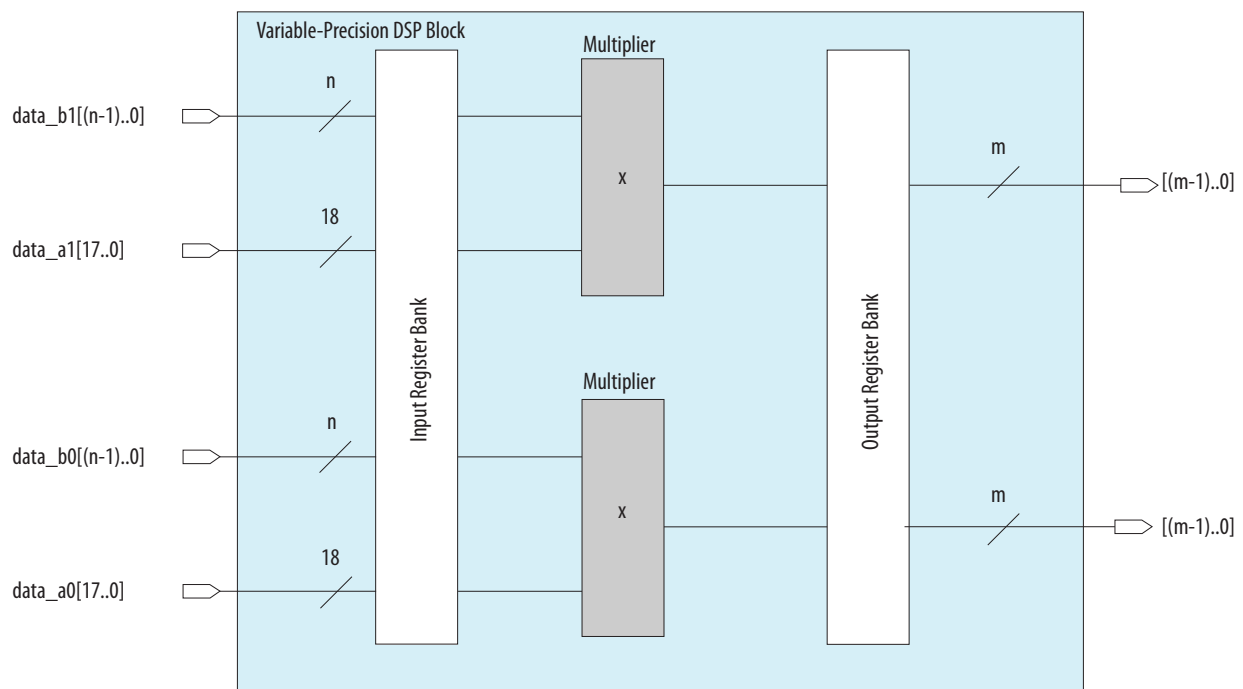 Variable-Precision DSP Block
Multiplier
n
data_b1[(n-1)..0]
m
x
[(m-1)..0]
18
data_a1[17..0]
Input Register Bank
Output Register Bank
Multiplier
n
data_b0[(n-1)..0]
m
x
[(m-1)..0]
18
data_a0[17..0]